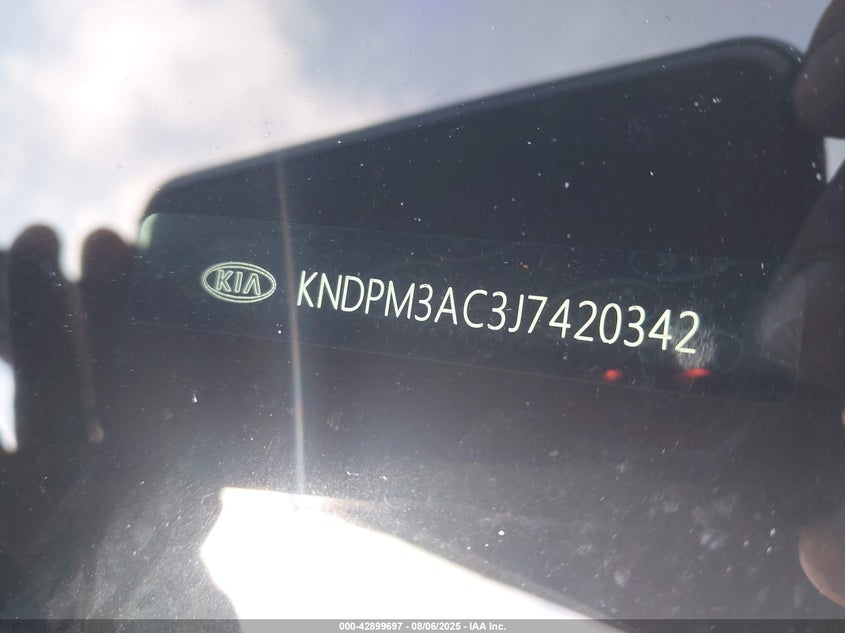 KIA KNDPM3AC3J7420342
000-42899697 - 08/06/2025 - IAA Inc.